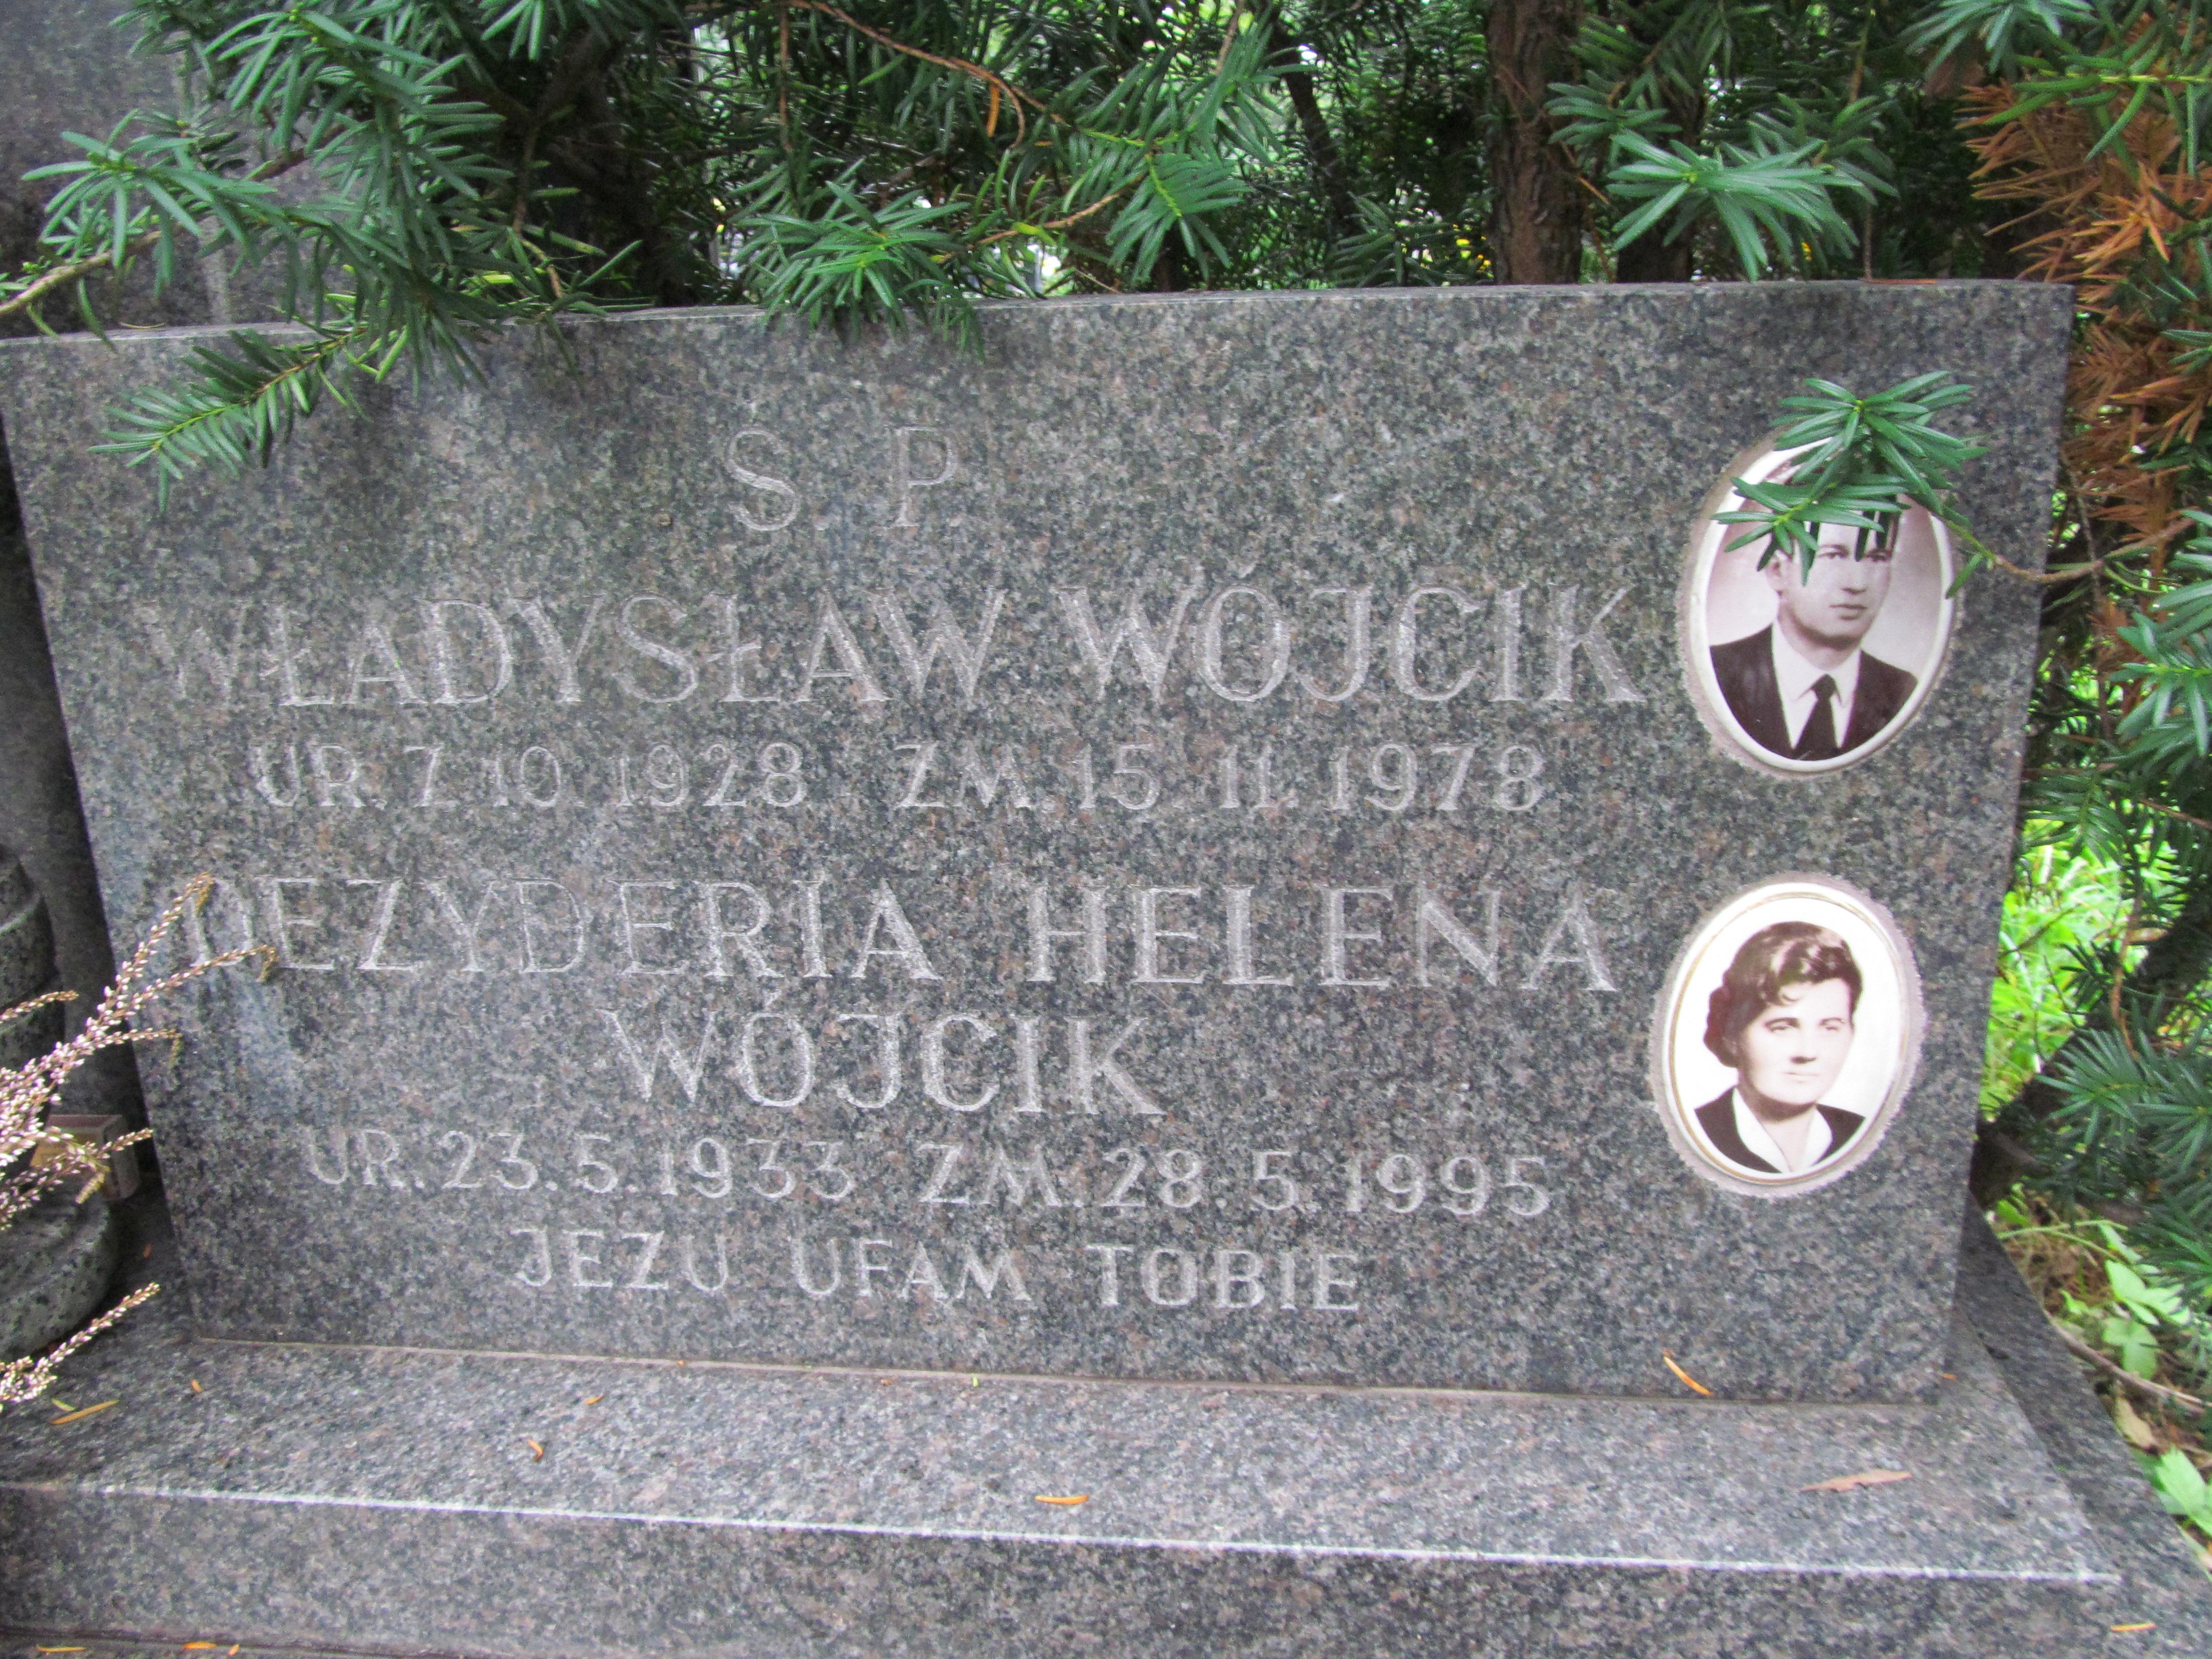 S. P.
WŁADYSŁAW WÓJCIK
UR. 7.10.1928 ZM. 15.11.1978
DEZYDERIA HELENA
WÓJCIK
UR. 23.5.1933 ZM. 28.5.1995
JEZU UFAM TOBIE